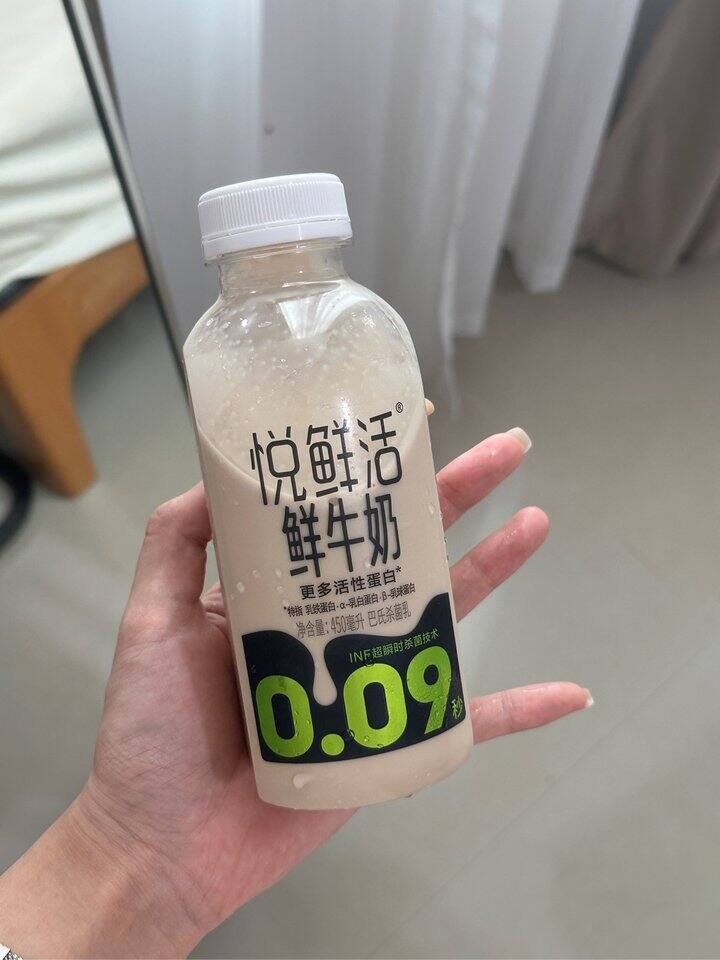 悦鲜活®
鲜牛奶
更多活性蛋白*
*特指 乳铁蛋白·α-乳白蛋白·β-乳球蛋白
净含量:450毫升 巴氏杀菌乳
INF超瞬时杀菌技术
0.09秒